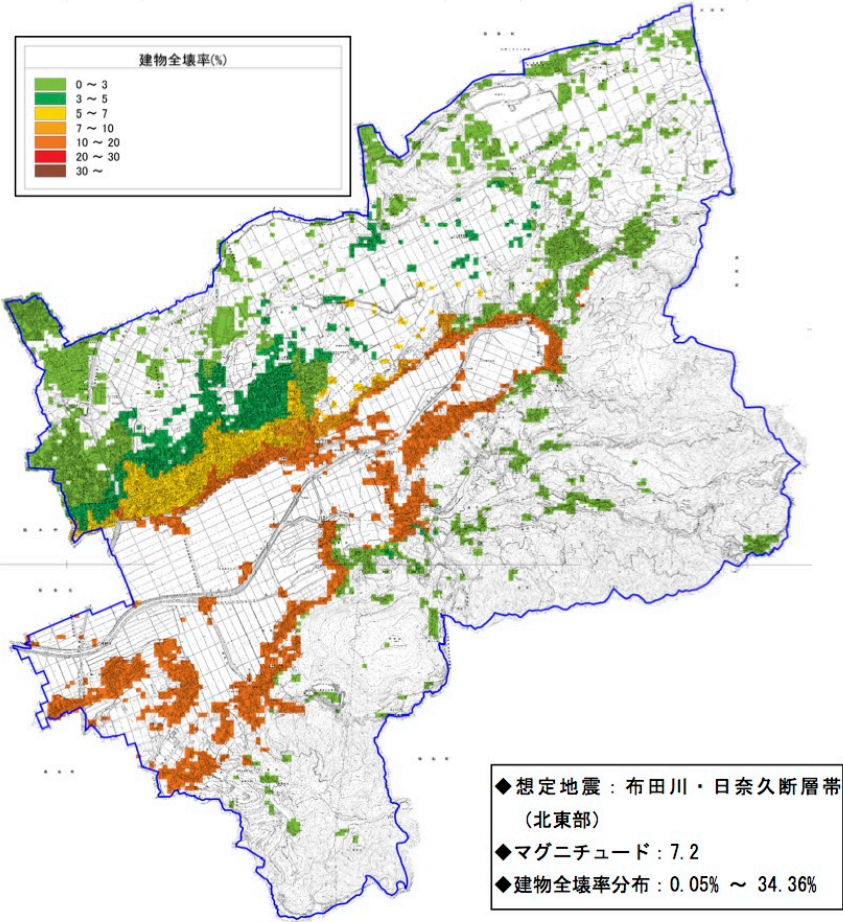 建物全壊率(%)
0 ～ 3
3 ～ 5
5 ～ 7
7 ～ 10
10 ～ 20
20 ～ 30
30 ～
◆想定地震：布田川・日奈久断層帯
（北東部）
◆マグニチュード：7.2
◆建物全壊率分布：0.05% ～ 34.36%